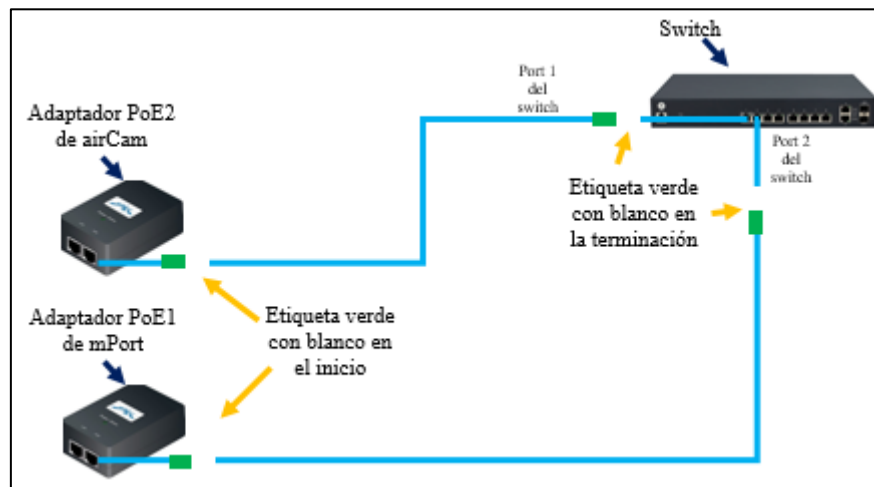 Switch
Port 1
del
switch
Adaptador PoE2
de airCam
Port 2
del
switch
Etiqueta verde
con blanco en
la terminación
Adaptador PoE1
de mPort
Etiqueta verde
con blanco en
el inicio